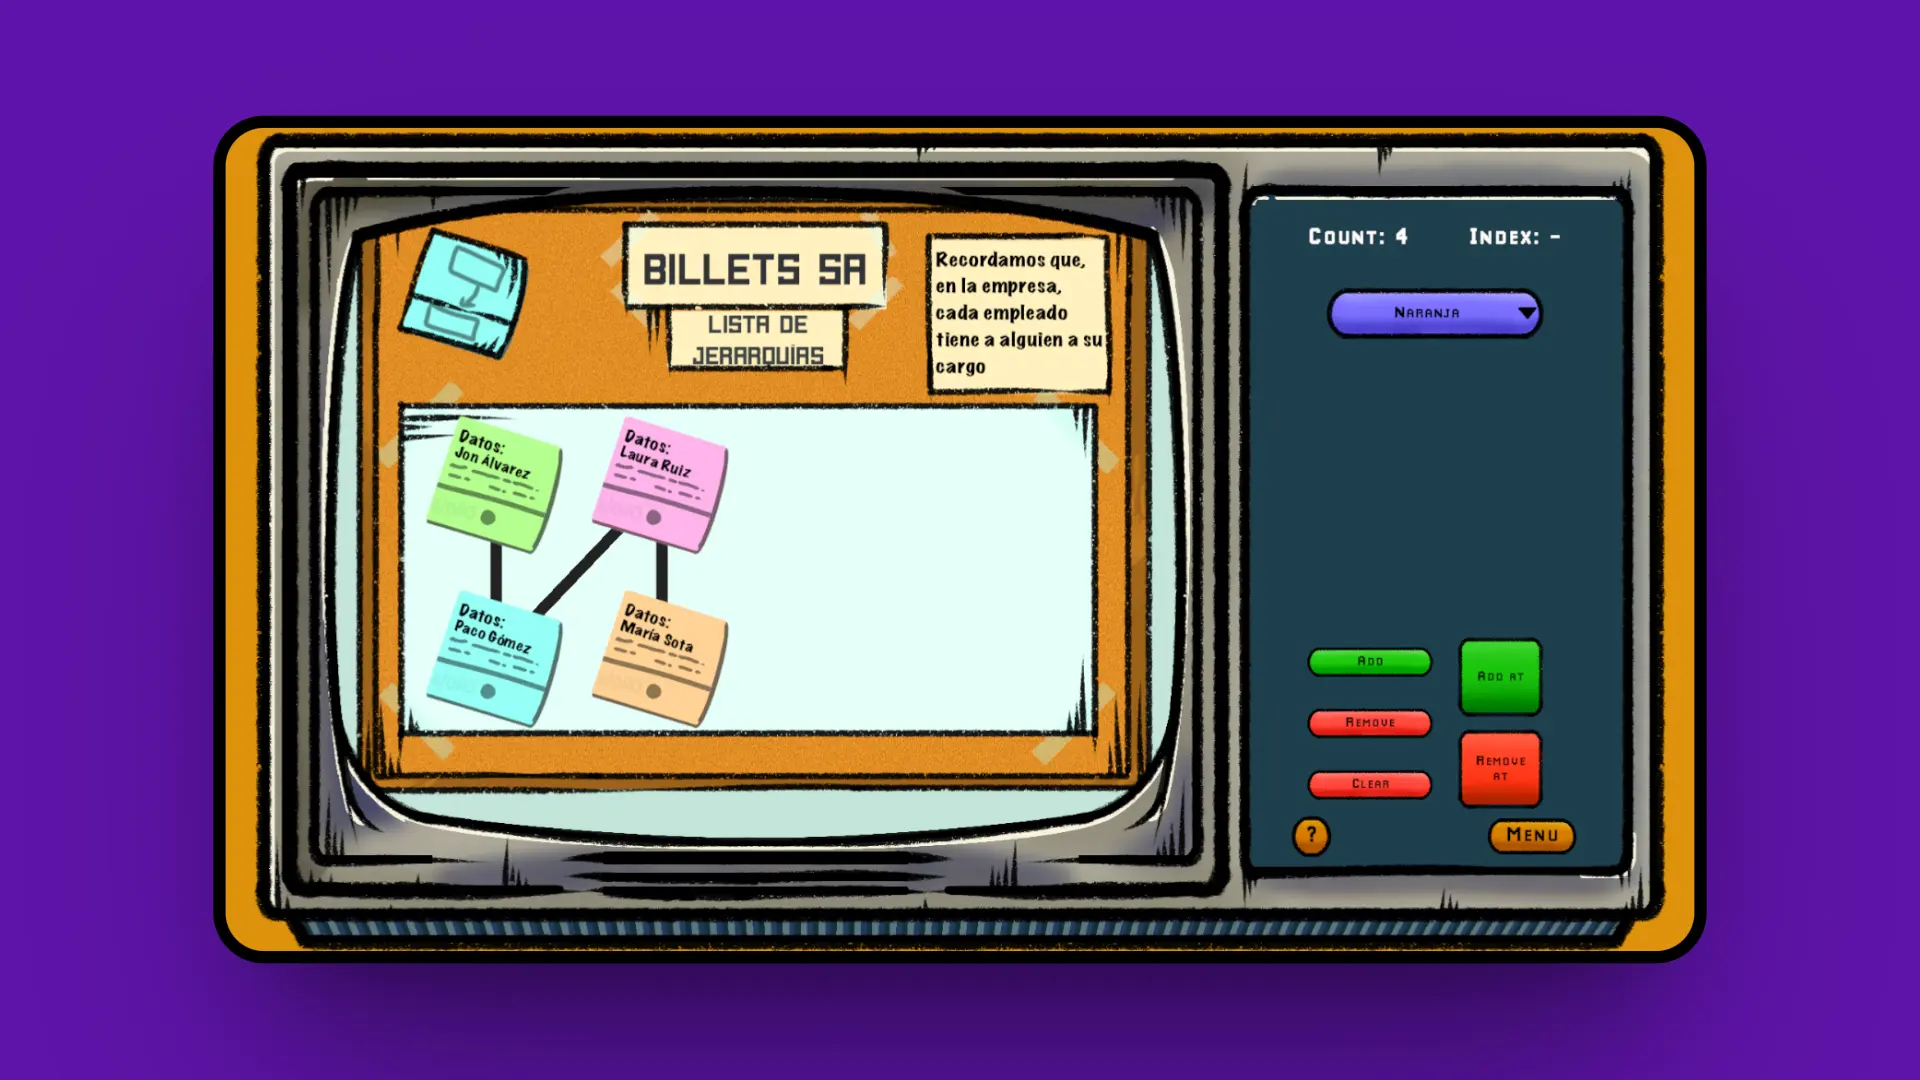 BILLETS SA
LISTA DE
JERARQUÍAS
Recordamos que,
en la empresa,
cada empleado
tiene a alguien a su
cargo
Datos:
Jon Álvarez
Datos:
Laura Ruiz
Datos:
Paco Gómez
Datos:
María Sota
COUNT: 4
INDEX: -
NARANJA
ADD
ADD AT
REMOVE
REMOVE
AT
CLEAR
?
MENU